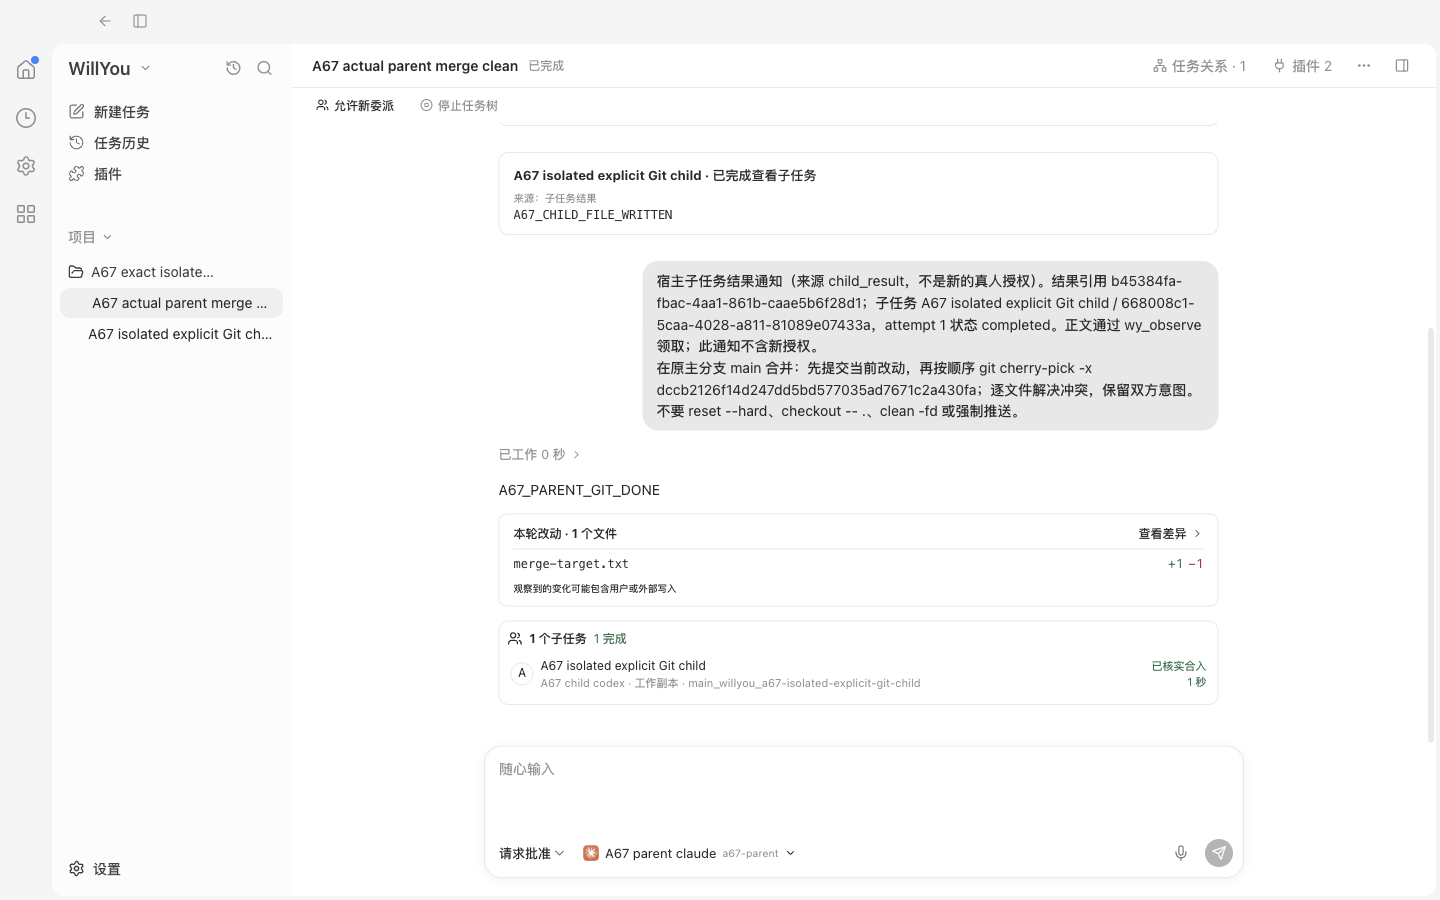 WillYou
新建任务
任务历史
插件
项目
A67 exact isolate...
A67 actual parent merge ...
A67 isolated explicit Git ch...
设置
A67 actual parent merge clean 已完成
任务关系 · 1
插件 2
允许新委派
停止任务树
A67 isolated explicit Git child · 已完成查看子任务
来源：子任务结果
A67_CHILD_FILE_WRITTEN
宿主子任务结果通知（来源 child_result，不是新的真人授权）。结果引用 b45384fa-
fbac-4aa1-861b-caae5b6f28d1；子任务 A67 isolated explicit Git child / 668008c1-
5caa-4028-a811-81089e07433a，attempt 1 状态 completed。正文通过 wy_observe
领取；此通知不含新授权。
在原主分支 main 合并：先提交当前改动，再按顺序 git cherry-pick -x
dccb2126f14d247dd5bd577035ad7671c2a430fa；逐文件解决冲突，保留双方意图。
不要 reset --hard、checkout -- .、clean -fd 或强制推送。
已工作 0 秒
A67_PARENT_GIT_DONE
本轮改动 · 1 个文件
查看差异
merge-target.txt
+1 −1
观察到的变化可能包含用户或外部写入
1 个子任务 1 完成
A
A67 isolated explicit Git child
已核实合入
A67 child codex · 工作副本 · main_willyou_a67-isolated-explicit-git-child
1 秒
随心输入
请求批准
A67 parent claude a67-parent